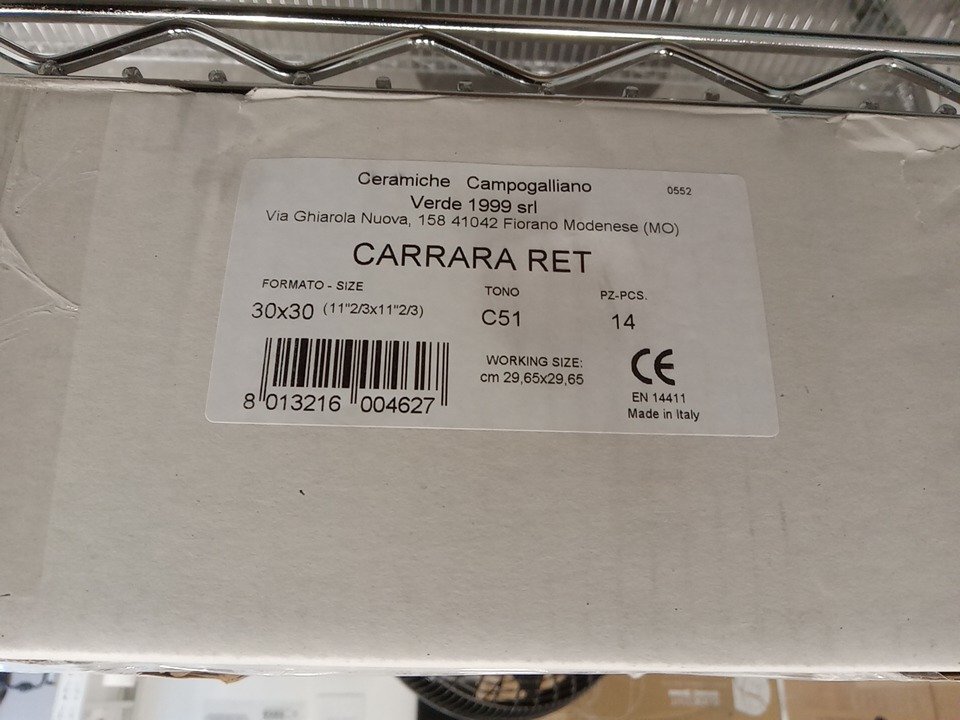 Ceramiche Campogalliano
0552
Verde 1999 srl
Via Ghiarola Nuova, 158 41042 Fiorano Modenese (MO)
CARRARA RET
FORMATO - SIZE
TONO
PZ-PCS.
30x30 (11"2/3x11"2/3)
C51
14
WORKING SIZE:
cm 29,65x29,65
CE
EN 14411
Made in Italy
8 013216 004627